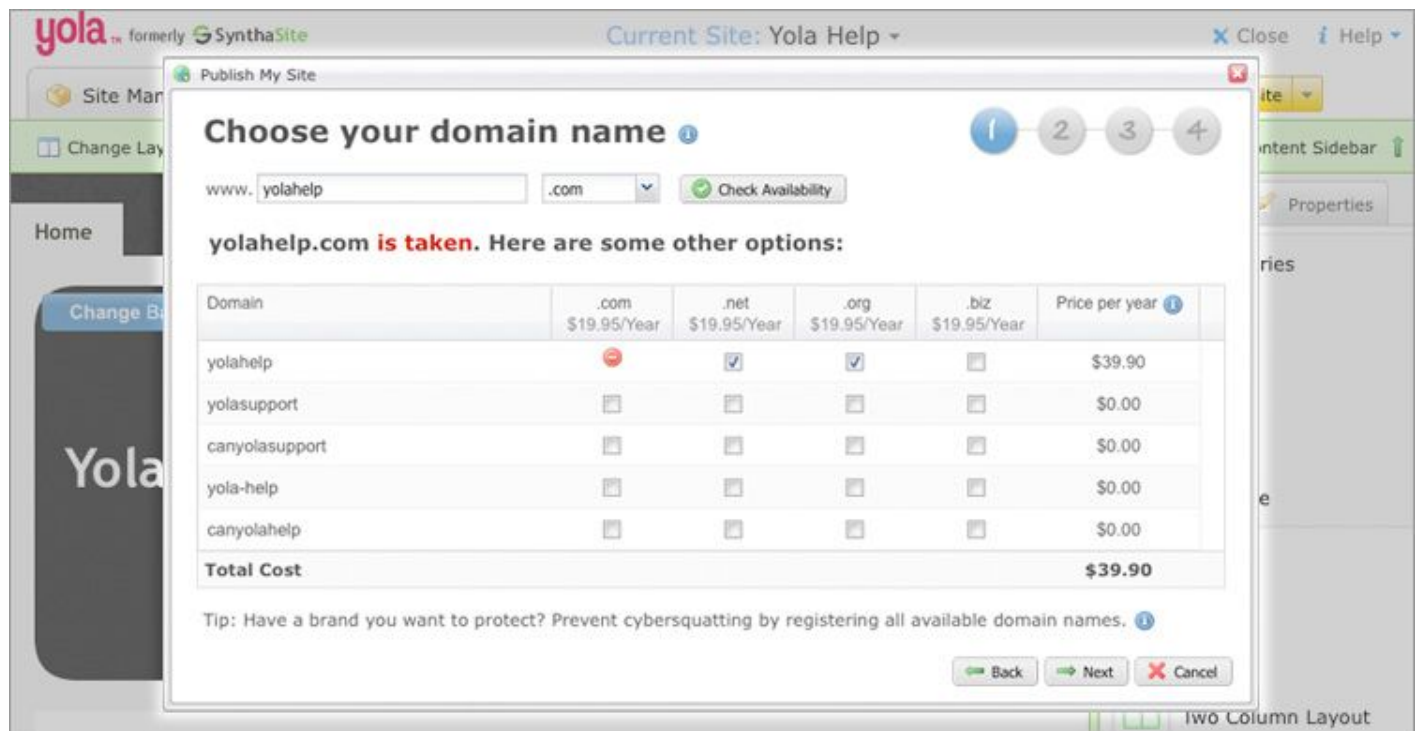 yola™ formerly SynthaSite
Current Site: Yola Help
Close
Help
Publish My Site
Site Man
ite
Choose your domain name
1 2 3 4
Change Lay
ntent Sidebar
www. yolahelp .com Check Availability
Properties
Home
yolahelp.com is taken. Here are some other options:
ries
Change Ba
Domain .com .net .org .biz Price per year
$19.95/Year $19.95/Year $19.95/Year $19.95/Year
yolahelp $39.90
yolasupport $0.00
canyolasupport $0.00
Yola
yola-help $0.00
e
canyolahelp $0.00
Total Cost $39.90
Tip: Have a brand you want to protect? Prevent cybersquatting by registering all available domain names.
Back Next Cancel
Two Column Layout